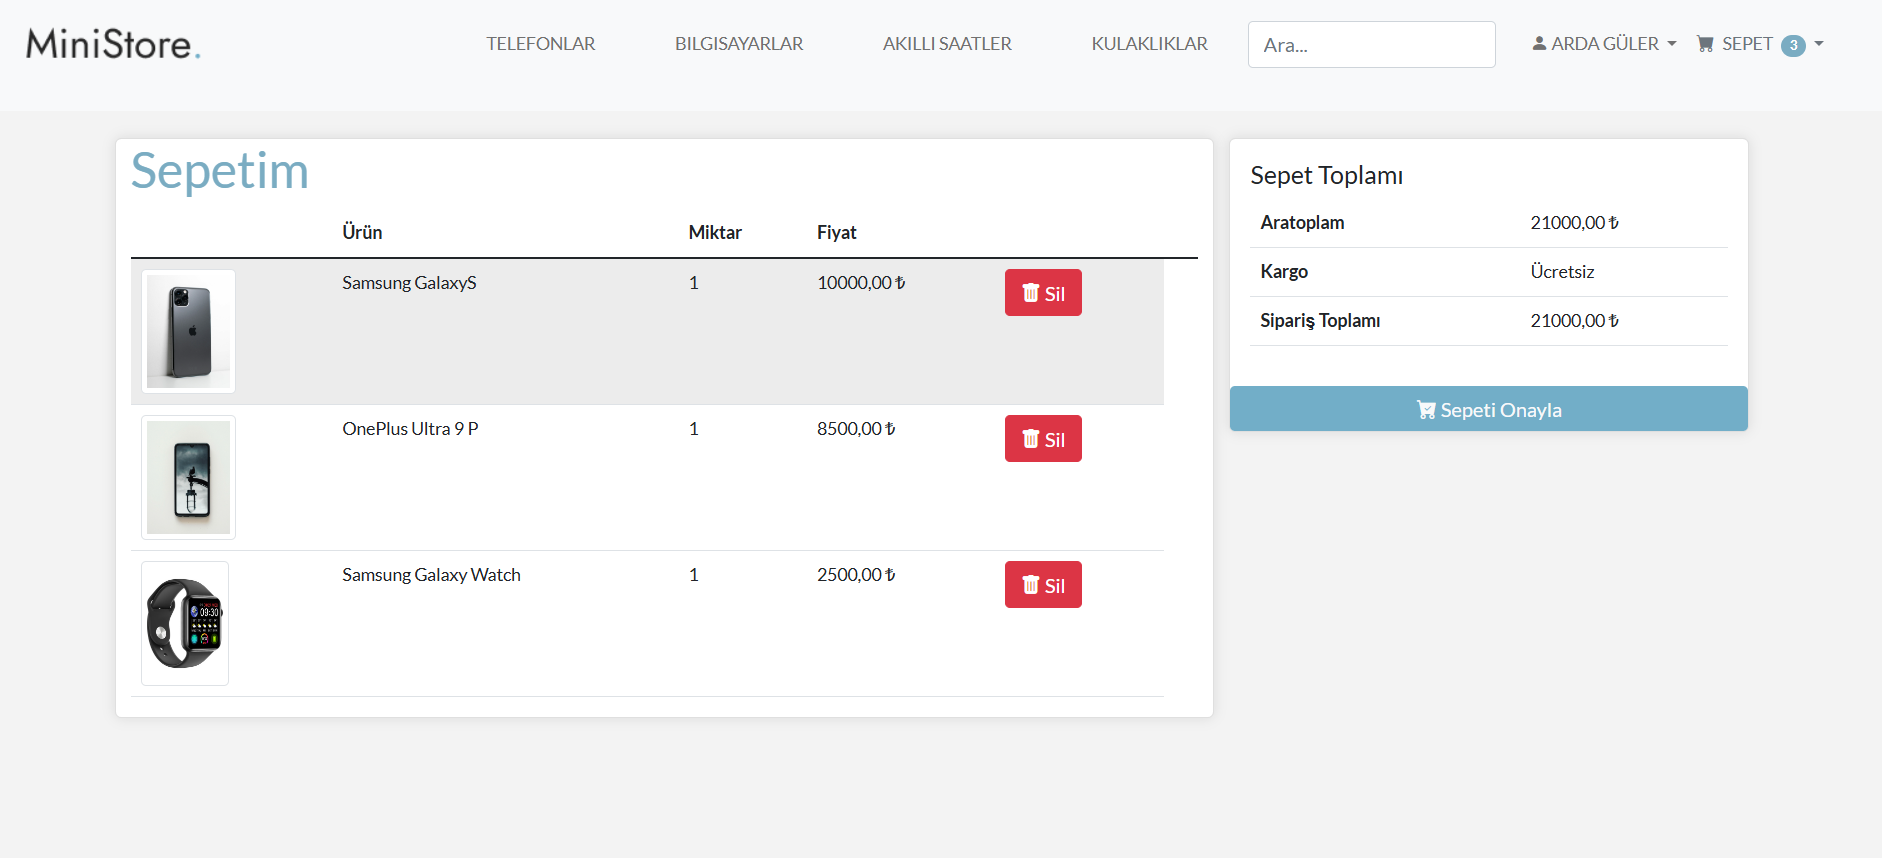 MiniStore.
TELEFONLAR
BILGISAYARLAR
AKILLI SAATLER
KULAKLIKLAR
Ara...
ARDA GÜLER
SEPET 3
Sepetim
Ürün Miktar Fiyat
Samsung GalaxyS 1 10000,00 ₺ Sil
OnePlus Ultra 9 P 1 8500,00 ₺ Sil
09:30
Samsung Galaxy Watch 1 2500,00 ₺ Sil
Sepet Toplamı
Aratoplam 21000,00 ₺
Kargo Ücretsiz
Sipariş Toplamı 21000,00 ₺
Sepeti Onayla